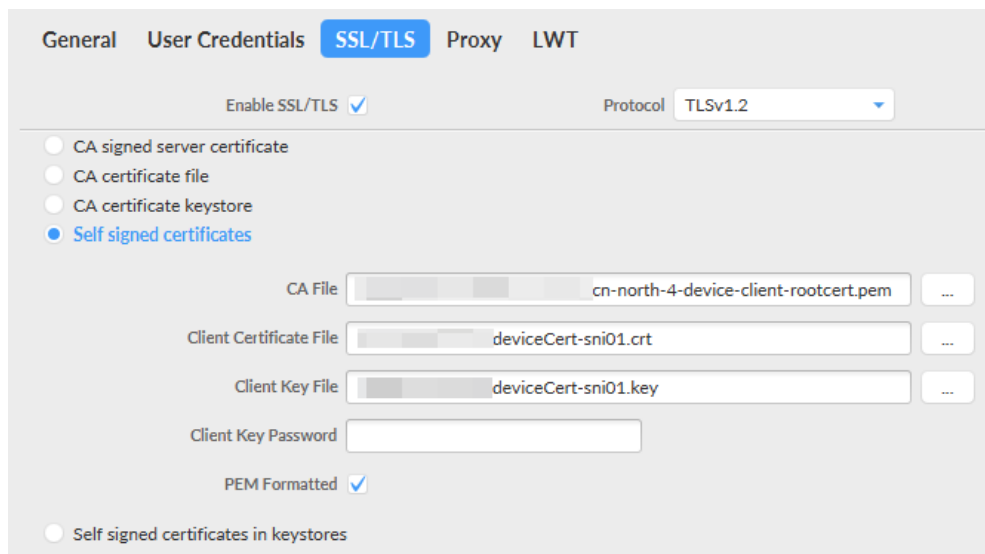 General User Credentials SSL/TLS Proxy LWT
Enable SSL/TLS Protocol TLSv1.2
CA signed server certificate
CA certificate file
CA certificate keystore
Self signed certificates
CA File cn-north-4-device-client-rootcert.pem ...
Client Certificate File deviceCert-sni01.crt ...
Client Key File deviceCert-sni01.key ...
Client Key Password
PEM Formatted
Self signed certificates in keystores